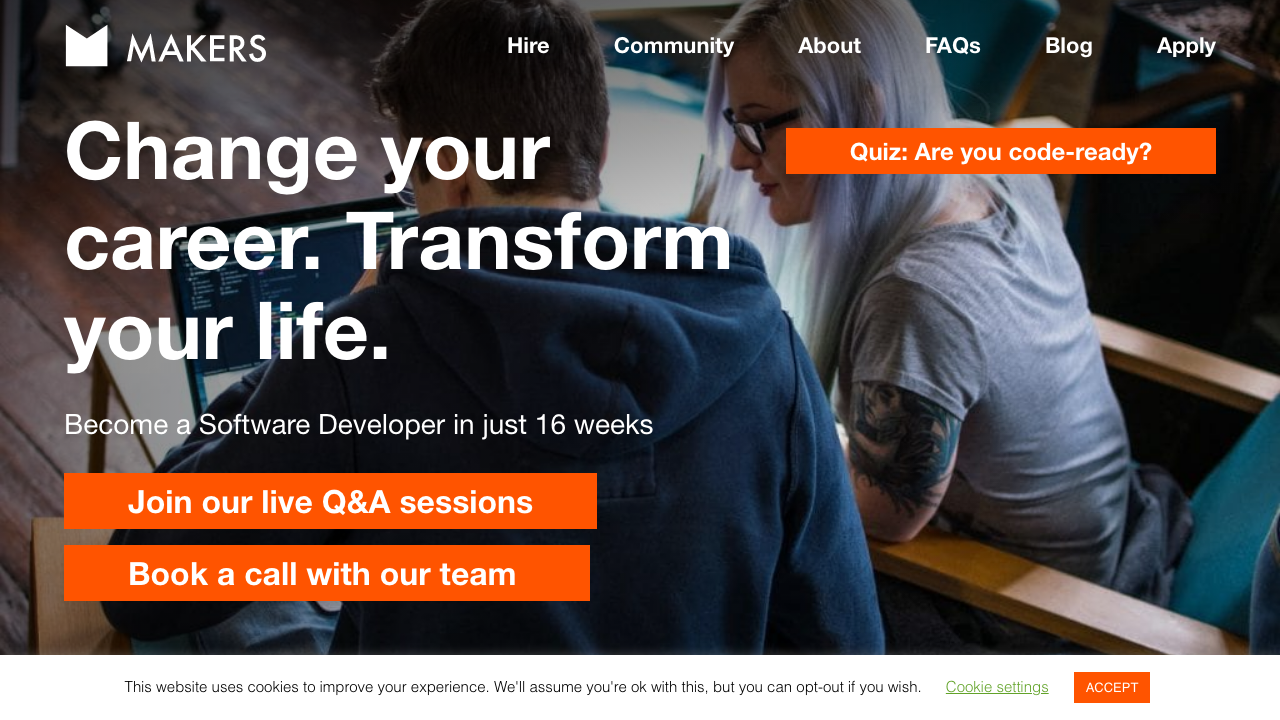 MAKERS
Hire
Community
About
FAQs
Blog
Apply
Change your
career. Transform
your life.
Quiz: Are you code-ready?
Become a Software Developer in just 16 weeks
Join our live Q&A sessions
Book a call with our team
This website uses cookies to improve your experience. We'll assume you're ok with this, but you can opt-out if you wish.
Cookie settings
ACCEPT